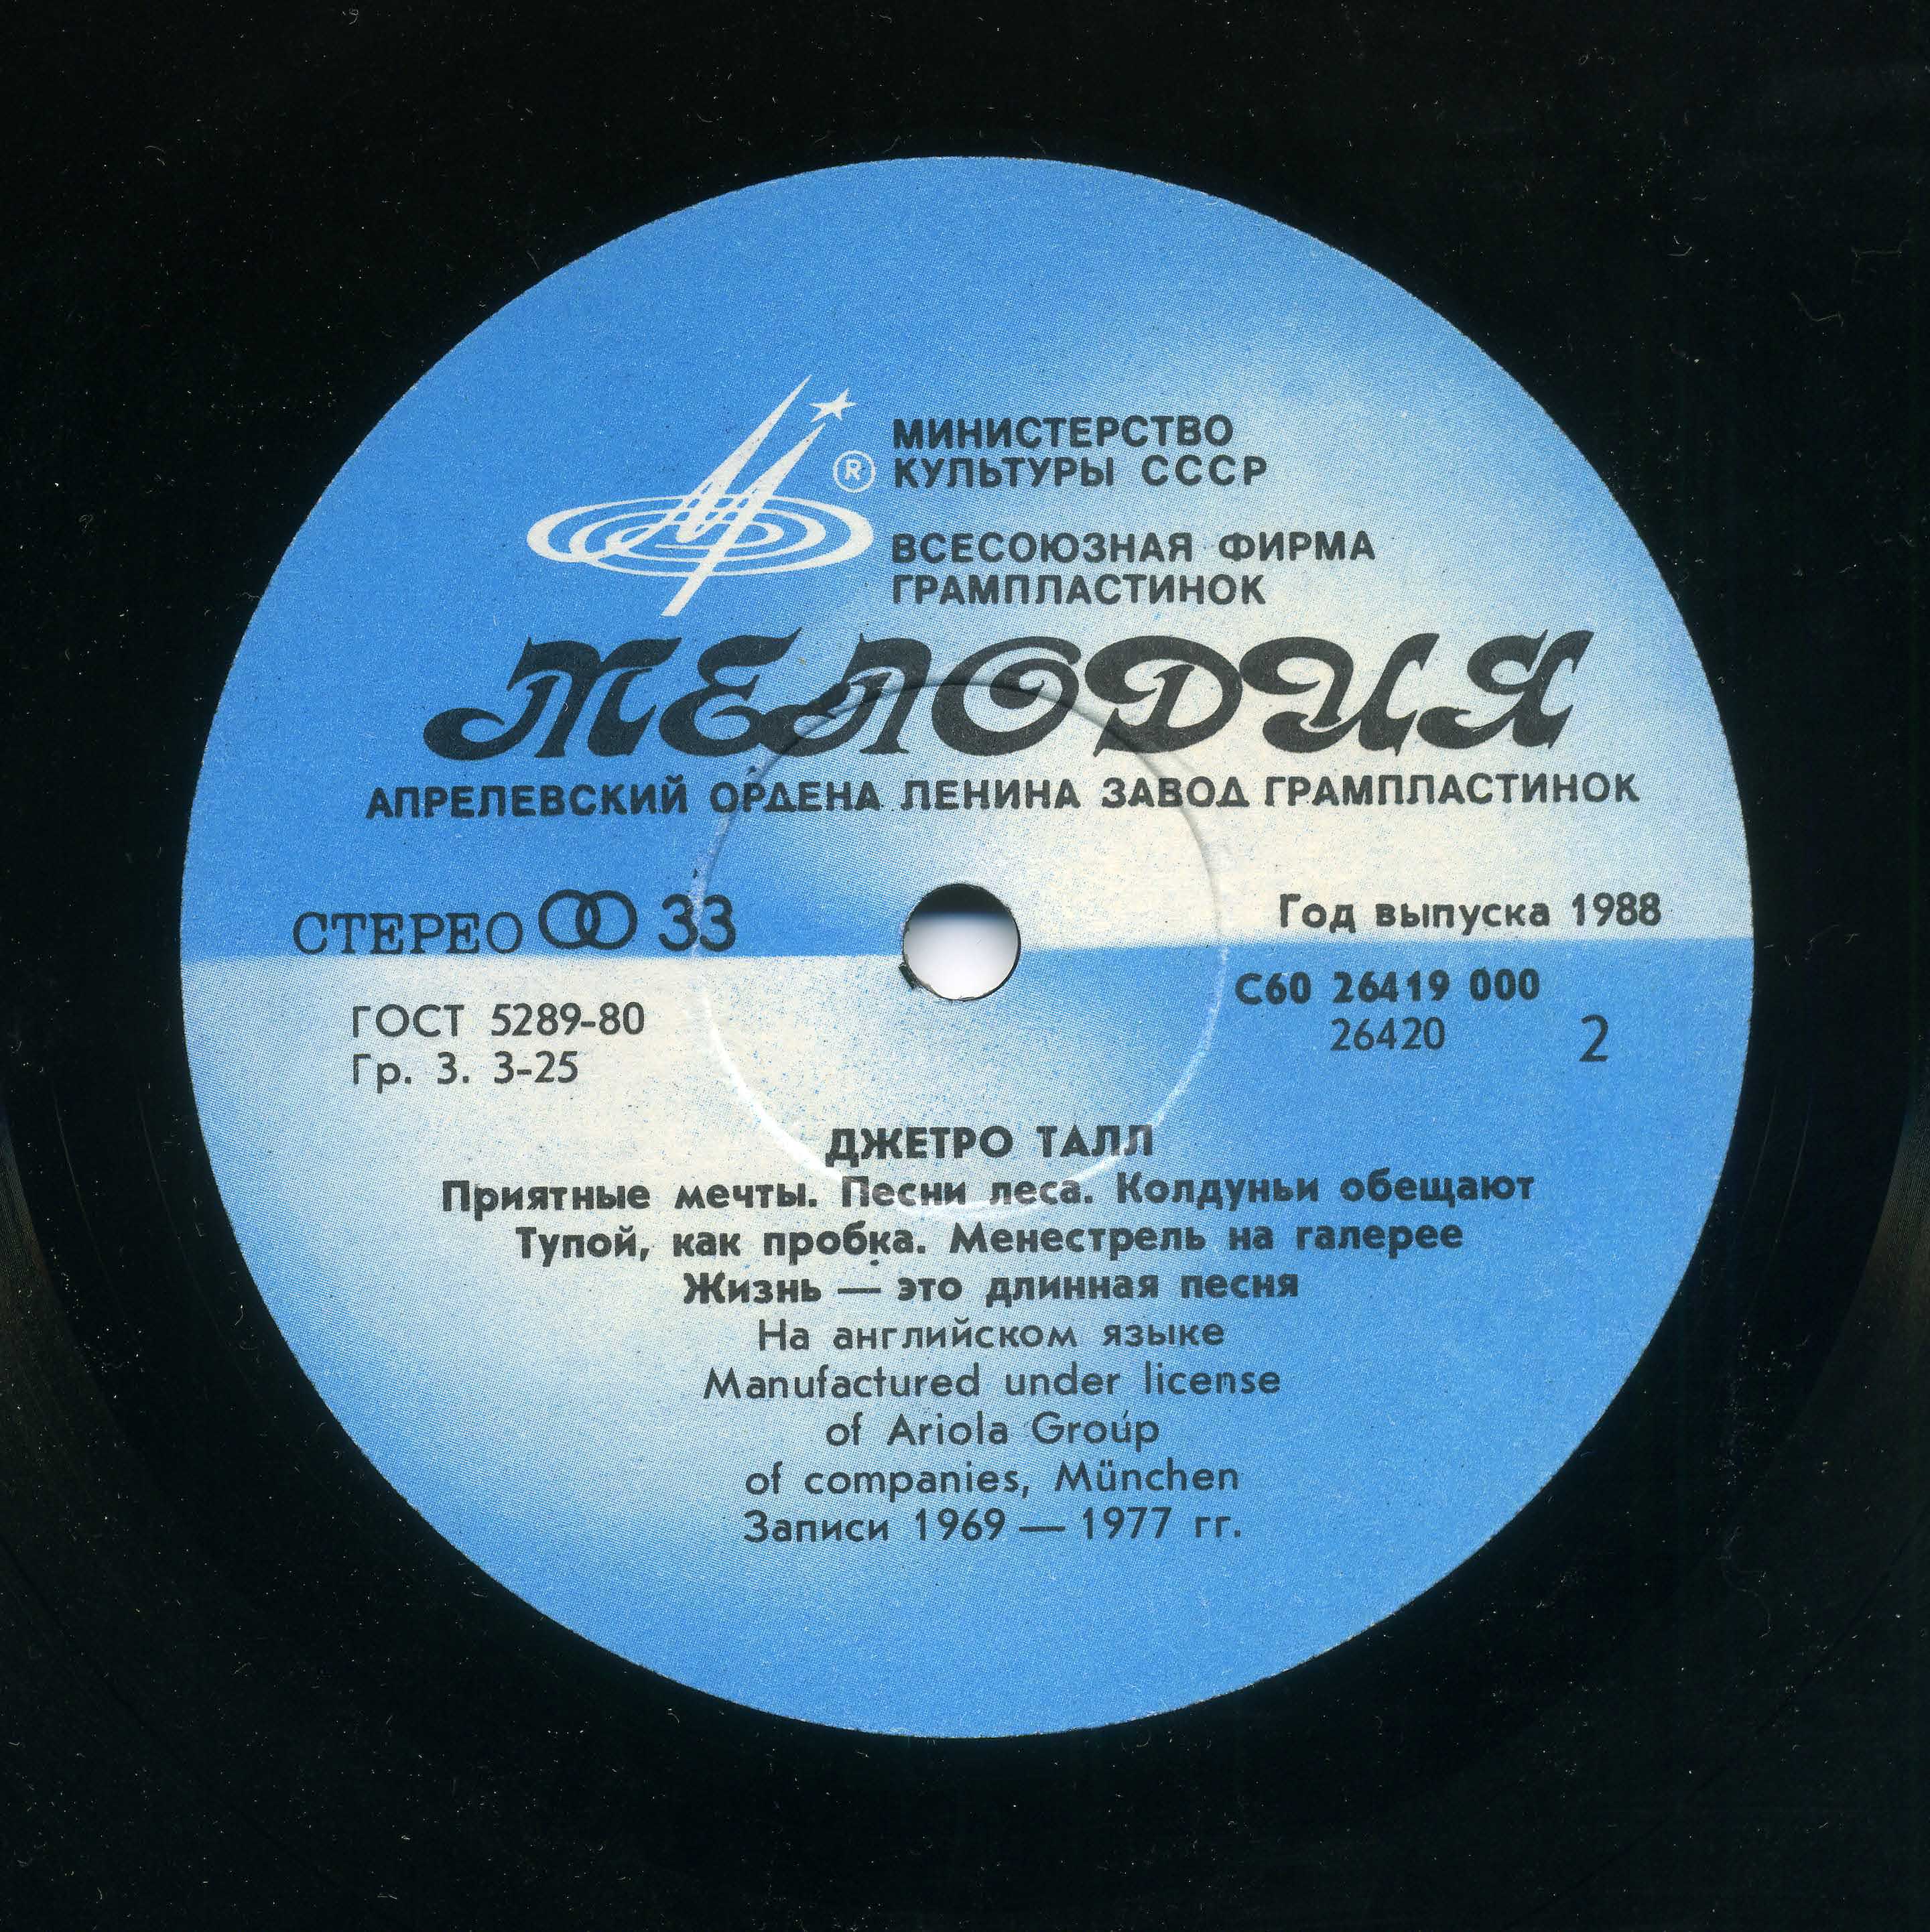 МИНИСТЕРСТВО
КУЛЬТУРЫ СССР
®
ВСЕСОЮЗНАЯ ФИРМА
ГРАМПЛАСТИНОК
МЕЛОДИЯ
АПРЕЛЕВСКИЙ ОРДЕНА ЛЕНИНА ЗАВОД ГРАМПЛАСТИНОК
СТЕРЕО 33
Год выпуска 1988
ГОСТ 5289-80
Гр. 3. 3-25
С60 26419 000
26420 2
ДЖЕТРО ТАЛЛ
Приятные мечты. Песни леса. Колдуньи обещают
Тупой, как пробка. Менестрель на галерее
Жизнь — это длинная песня
На английском языке
Manufactured under license
of Ariola Group
of companies, München
Записи 1969 — 1977 гг.